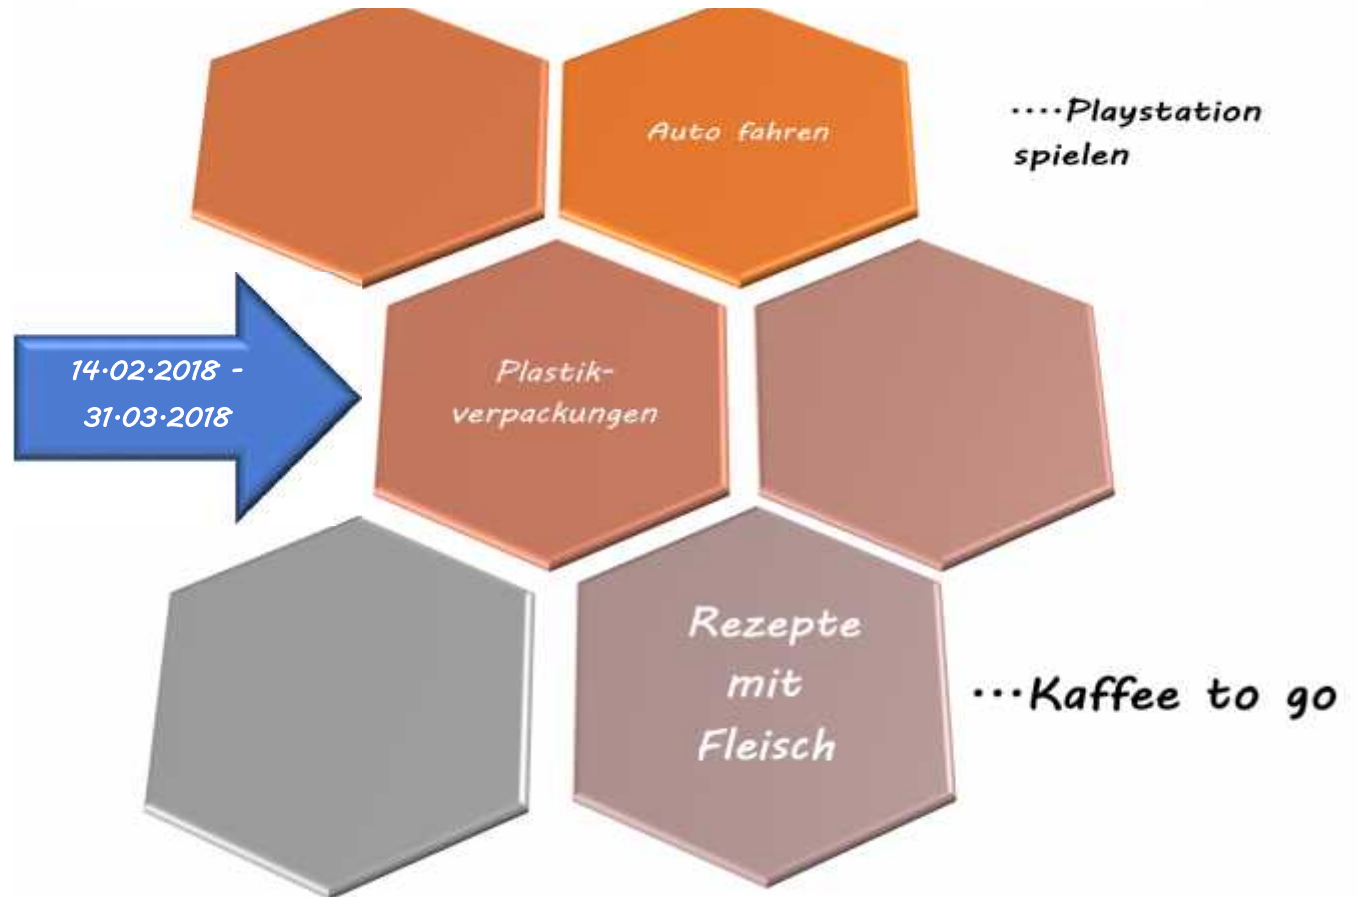 Auto fahren
....Playstation
spielen
14.02.2018 -
31.03.2018
Plastik-
verpackungen
Rezepte
mit
Fleisch
...Kaffee to go